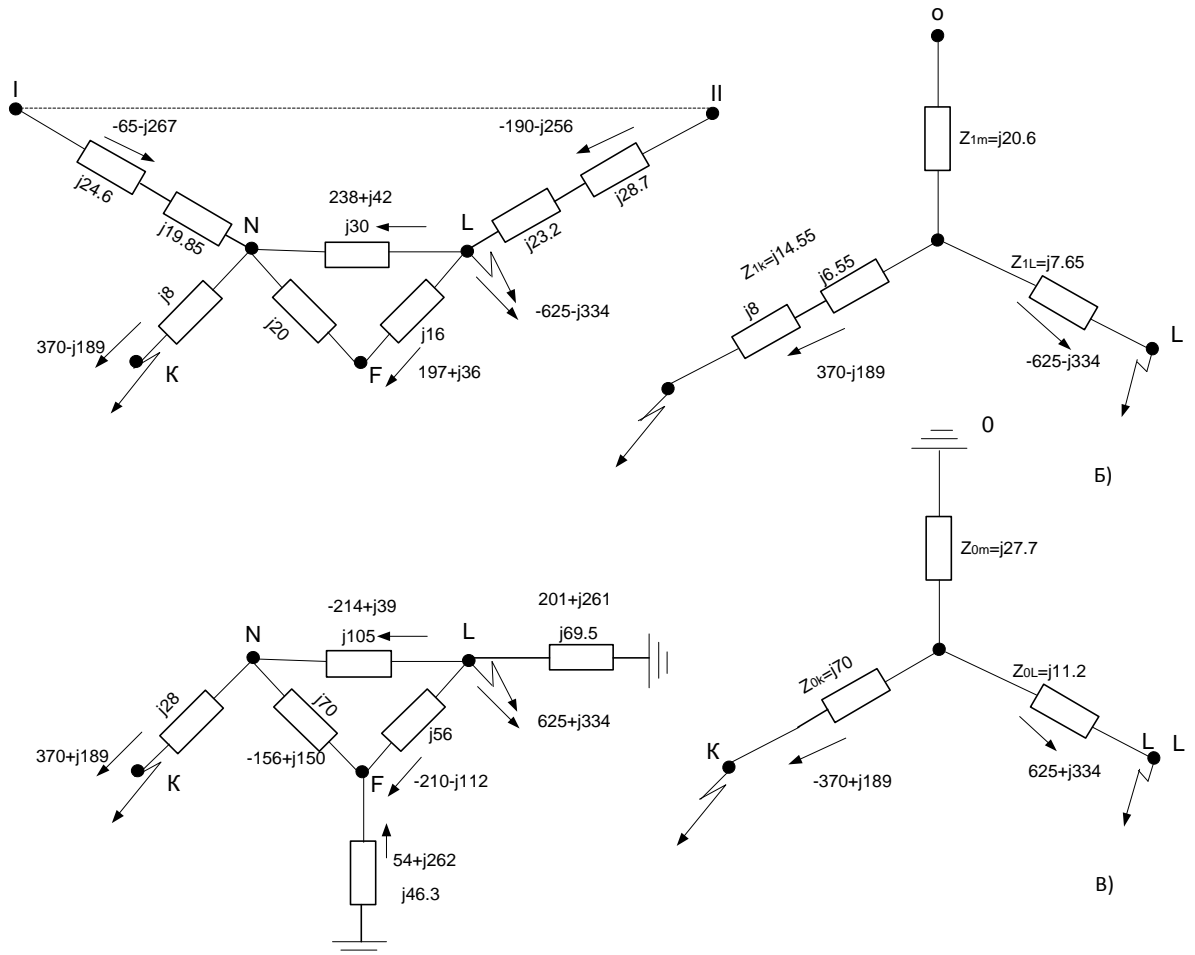 I
-65-j267
j24.6
j19.85
N
238+j42
j30
L
-190-j256
II
j28.7
j23.2
j8
370-j189
К
j20
F
j16
197+j36
-625-j334
o
Z1m=j20.6
Z1k=j14.55
j6.55
j8
370-j189
Z1L=j7.65
-625-j334
L
Б)
0
Z0m=j27.7
Z0k=j70
К
-370+j189
Z0L=j11.2
625+j334
L
L
В)
N
-214+j39
j105
L
201+j261
j69.5
j28
370+j189
К
j70
-156+j150
F
j56
-210-j112
625+j334
54+j262
j46.3